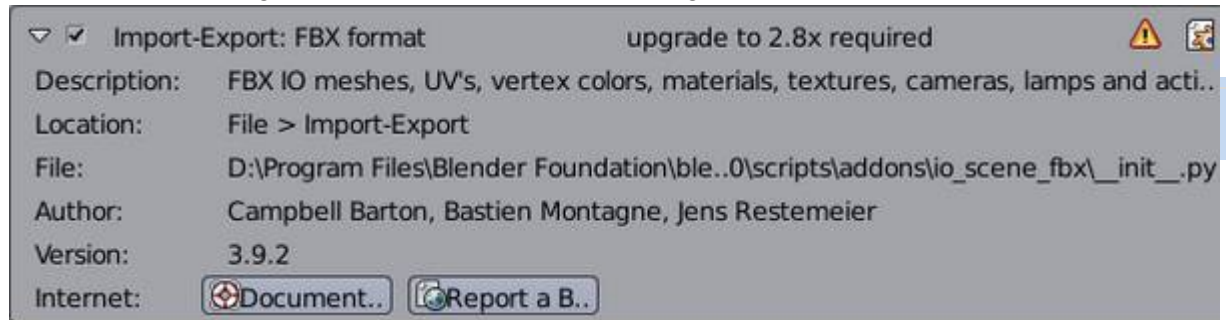 Import-Export: FBX format upgrade to 2.8x required
Description: FBX IO meshes, UV's, vertex colors, materials, textures, cameras, lamps and acti..
Location: File > Import-Export
File: D:\Program Files\Blender Foundation\ble..0\scripts\addons\io_scene_fbx\__init__.py
Author: Campbell Barton, Bastien Montagne, Jens Restemeier
Version: 3.9.2
Internet: Document.. Report a B..